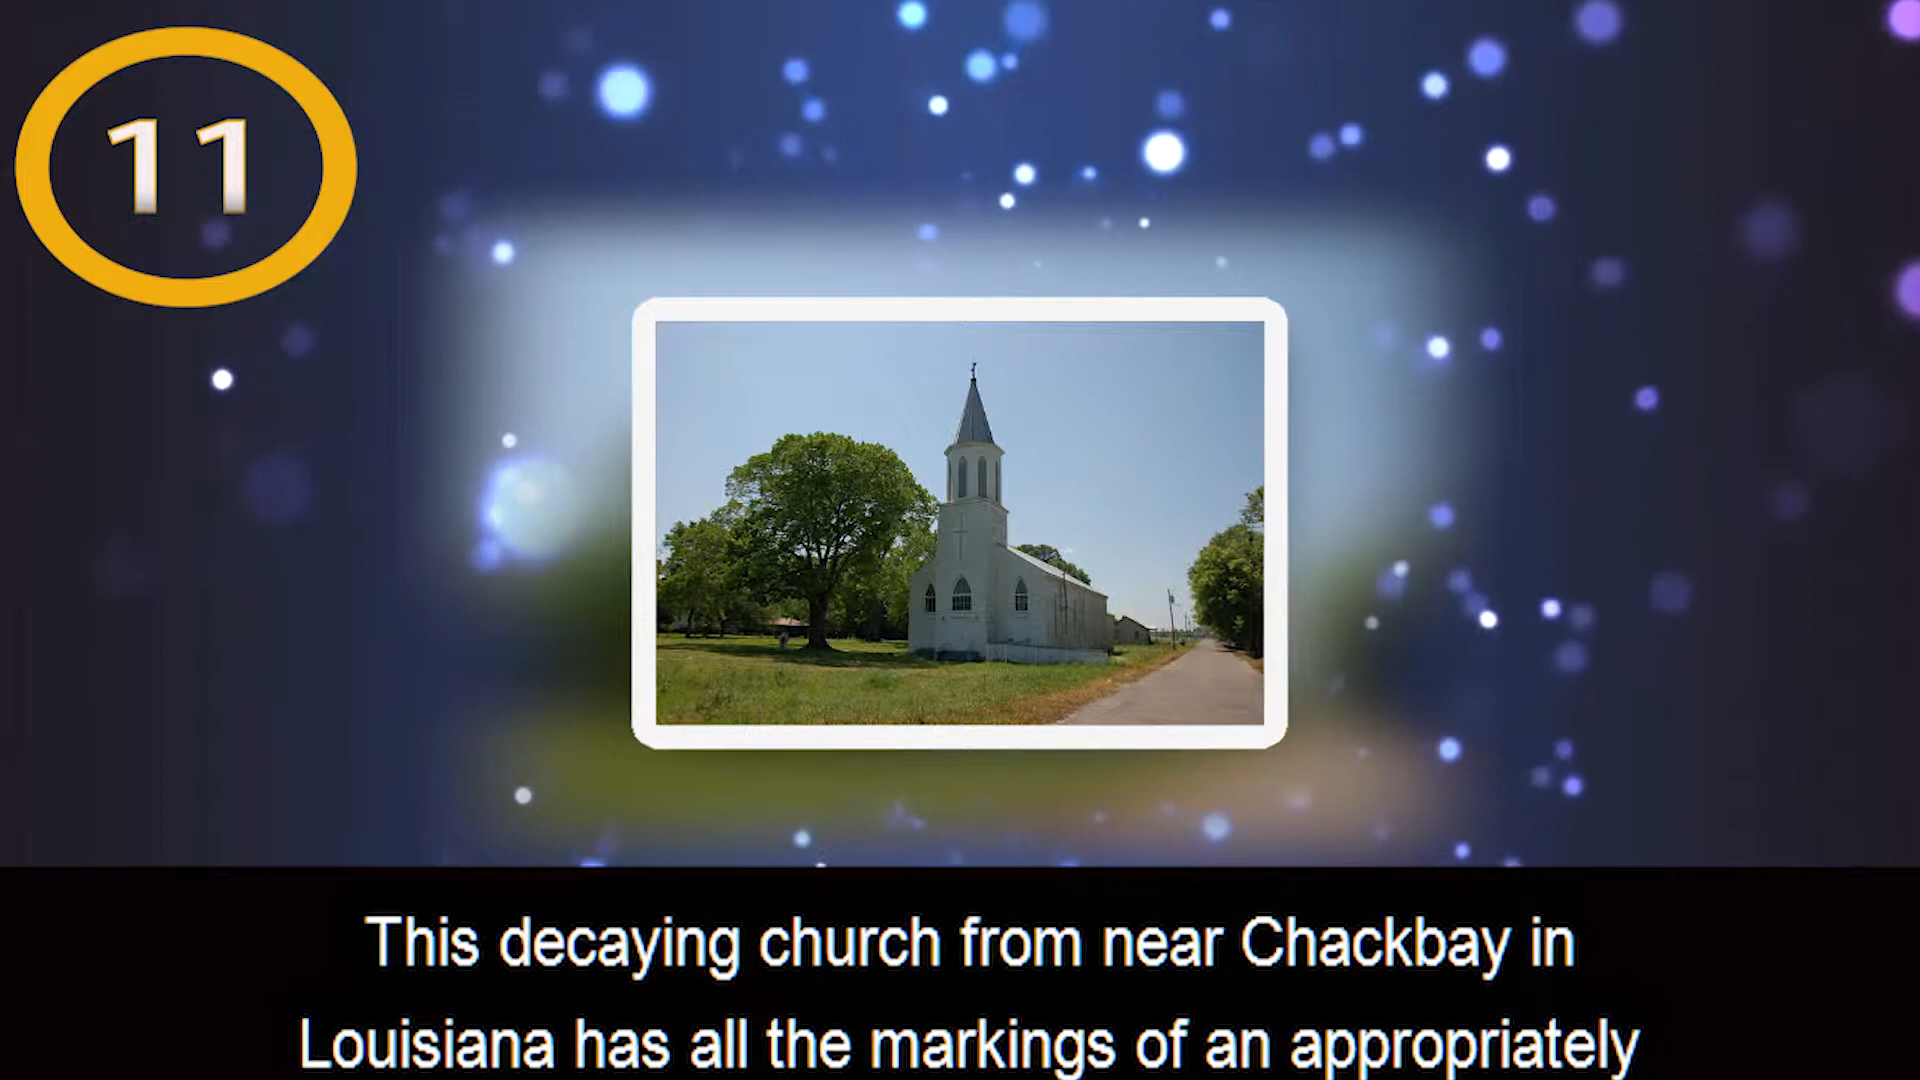 11
This decaying church from near Chackbay in
Louisiana has all the markings of an appropriately